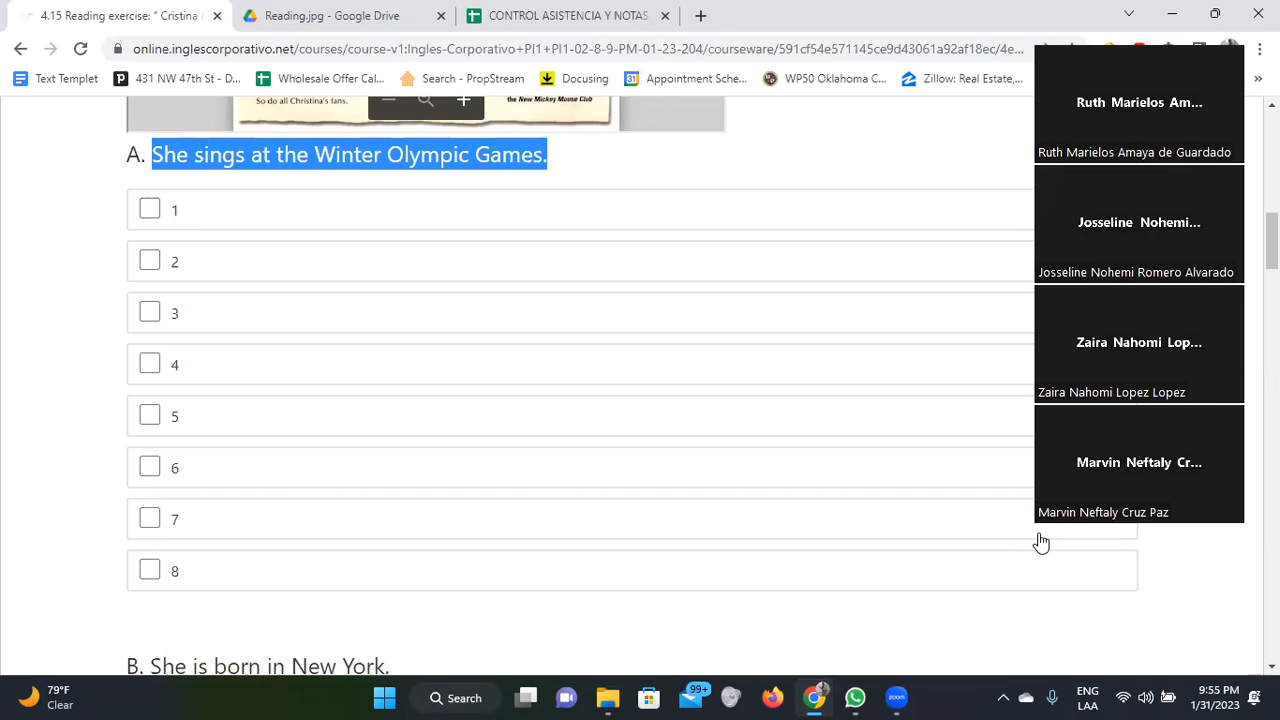 4.15 Reading exercise: " Cristina A
Reading.jpg - Google Drive
CONTROL ASISTENCIA Y NOTAS
online.inglescorporativo.net/courses/course-v1:Ingles-Corporativo+PI1+PI1-02-8-9-PM-01-23-204/courseware/591cf54e571145ce9d43061a92af18ec/4e...
Text Templet
431 NW 47th St - D...
Wholesale Offer Cal...
Search - PropStream
Docusing
31
Appointment Sche...
WP50 Oklahoma C...
Zillow: Real Estate,...
»
So do all Christina's fans.
the New Mickey Mouse Club
A. She sings at the Winter Olympic Games.
1
2
3
4
5
6
7
8
B. She is born in New York.
Ruth Marielos Am...
Ruth Marielos Amaya de Guardado
Josseline Nohemi...
Josseline Nohemi Romero Alvarado
Zaira Nahomi Lop...
Zaira Nahomi Lopez Lopez
Marvin Neftaly Cr...
Marvin Neftaly Cruz Paz
79°F
Clear
Search
99+
zoom
ENG
LAA
9:55 PM
1/31/2023